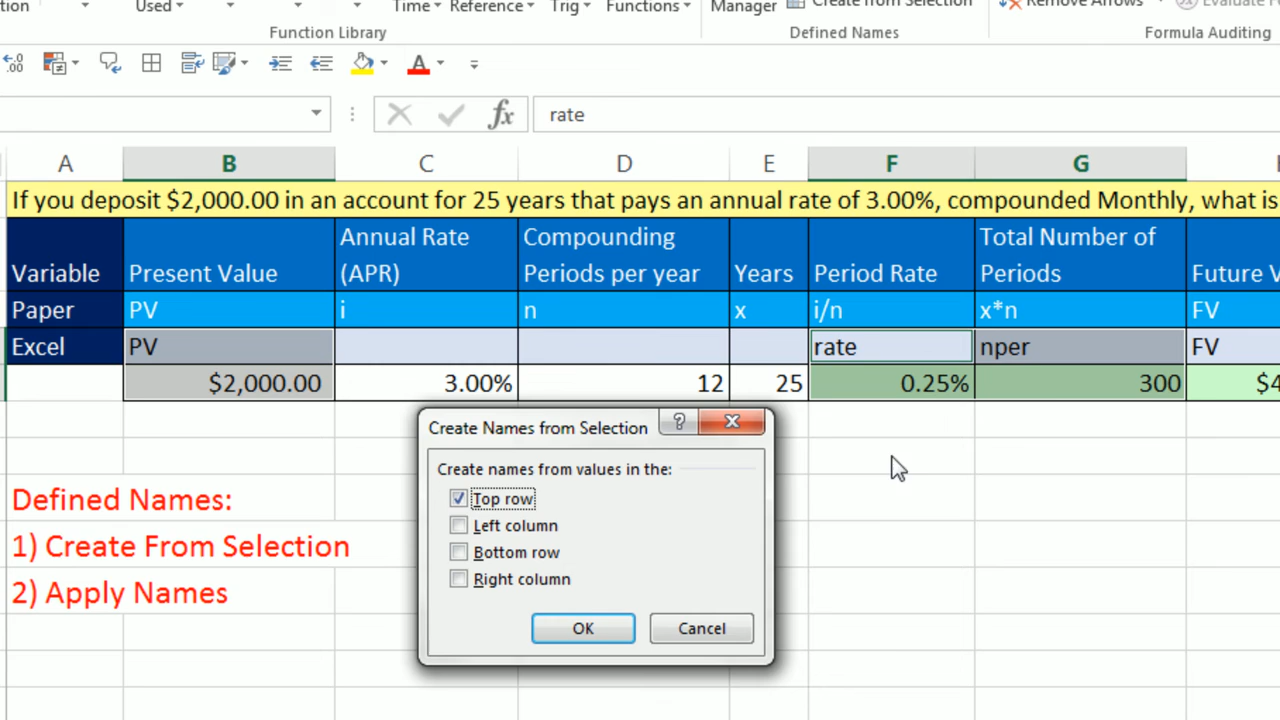 Used Time Reference Trig Functions Manager Create from Selection Remove Arrows
Function Library Defined Names Formula Auditing
.00
A
fx rate
A B C D E F G
If you deposit $2,000.00 in an account for 25 years that pays an annual rate of 3.00%, compounded Monthly, what is
Annual Rate Compounding Total Number of
Variable Present Value (APR) Periods per year Years Period Rate Periods Future
Paper PV i n x i/n x*n FV
Excel PV rate nper FV
$2,000.00 3.00% 12 25 0.25% 300
Create Names from Selection ?
Create names from values in the:
Top row
Left column
Bottom row
Right column
OK Cancel
Defined Names:
1) Create From Selection
2) Apply Names